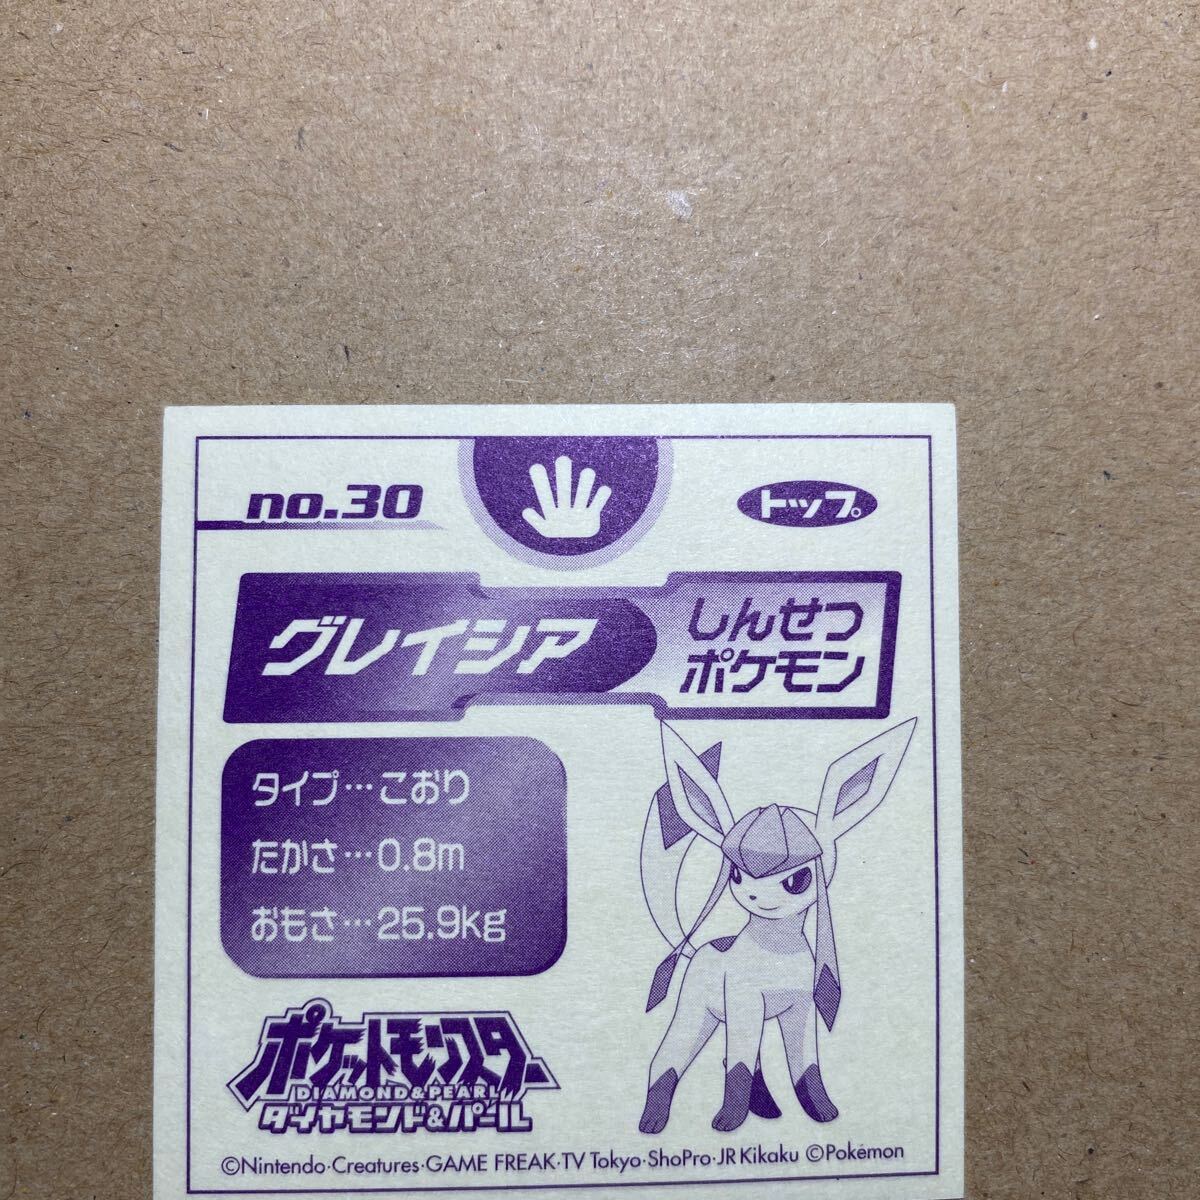 no.30
トップ。
グレイシア
しんせつ
ポケモン
タイプ…こおり
たかさ…0.8m
おもさ…25.9kg
ポケットモンスター
DIAMOND&PEARL
ダイヤモンド&パール
©Nintendo·Creatures·GAME FREAK·TV Tokyo·ShoPro·JR Kikaku ©Pokémon